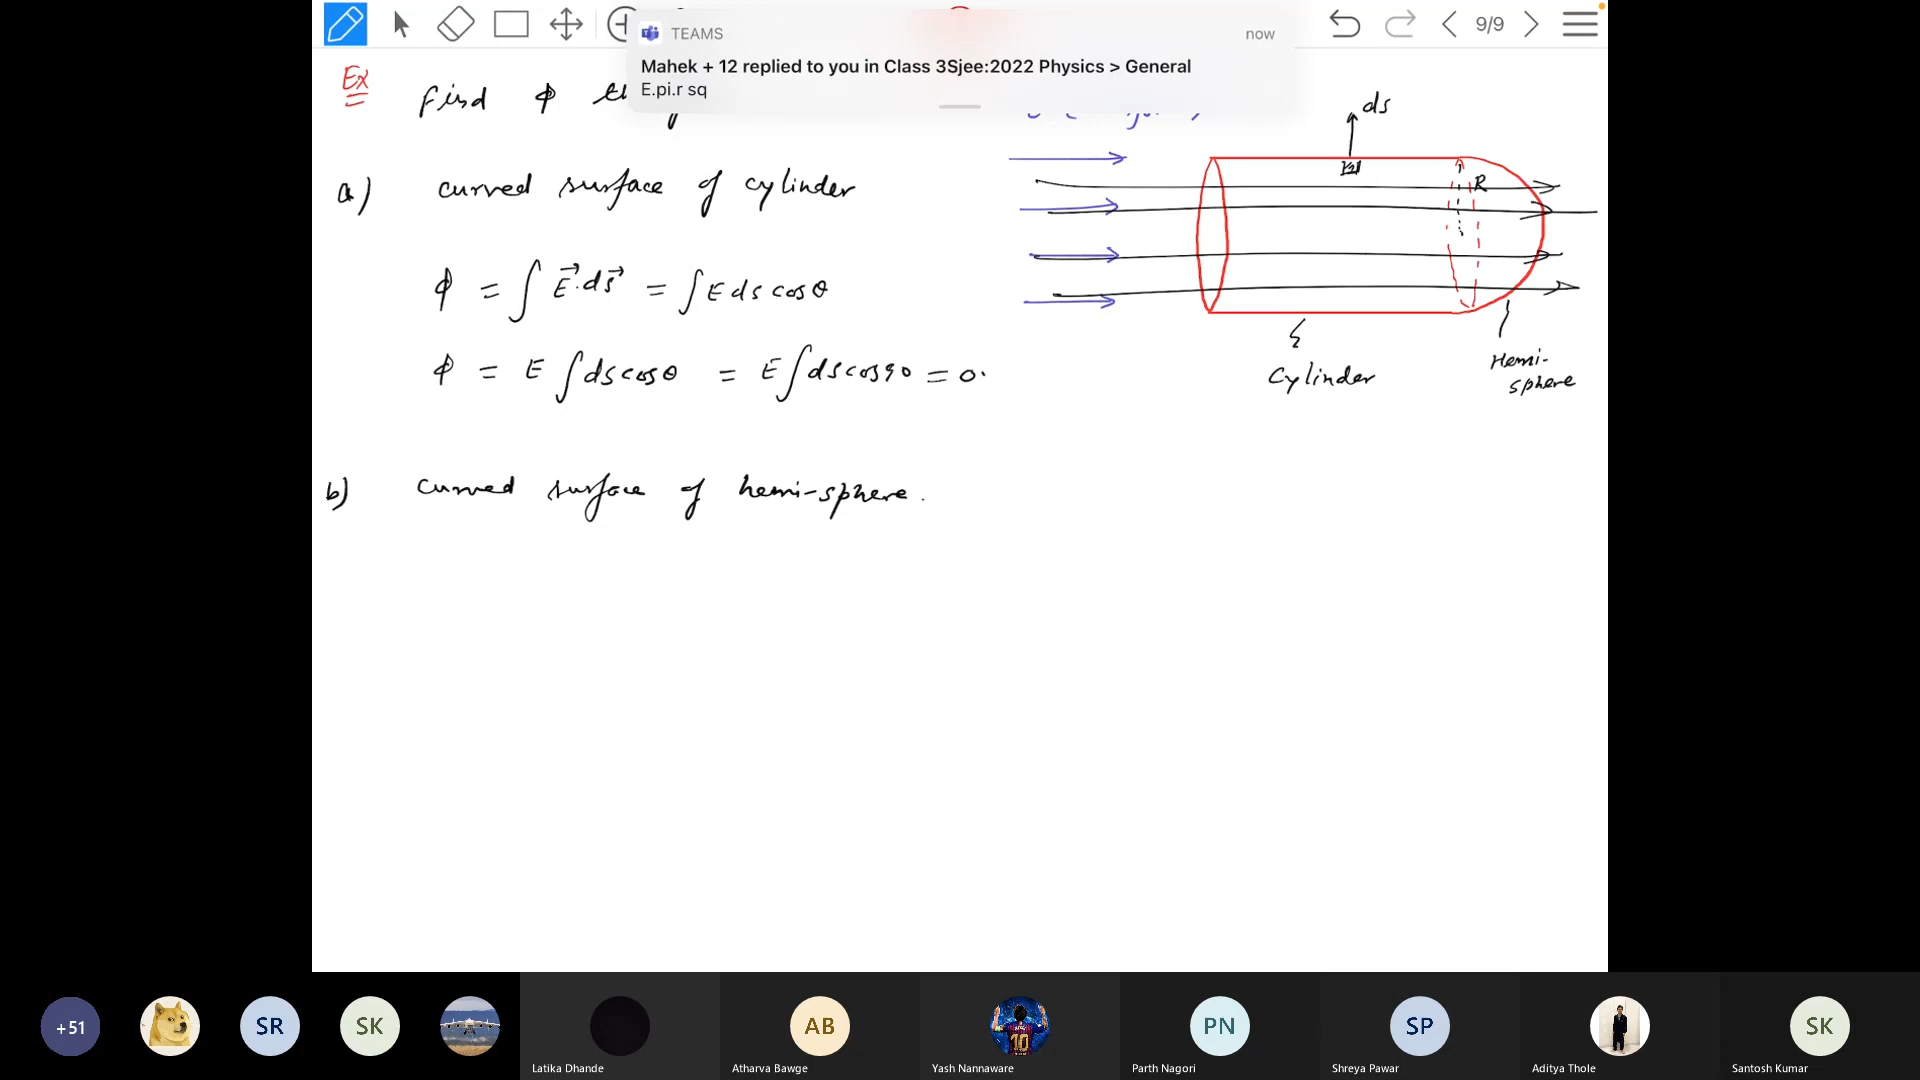 9/9
TEAMS
now
Mahek + 12 replied to you in Class 3Sjee:2022 Physics > General
E.pi.r sq
Ex
find ϕ
ds
a) curved surface of cylinder
R
ϕ = ∫ E⃗.ds⃗ = ∫ E ds cos θ
ϕ = E ∫ ds cos θ = E ∫ ds cos 90 = 0.
Cylinder
Hemi-
sphere
b) curved surface of hemi-sphere.
+51
SR
SK
AB
10
PN
SP
SK
Latika Dhande
Atharva Bawge
Yash Nannaware
Parth Nagori
Shreya Pawar
Aditya Thole
Santosh Kumar